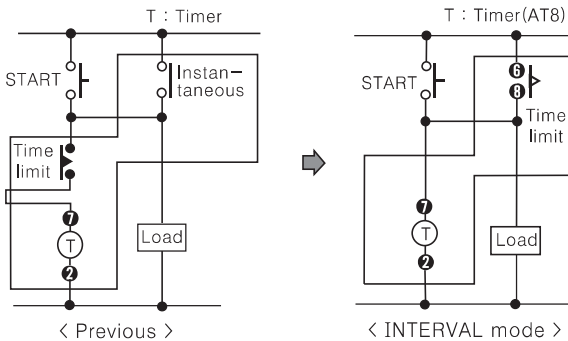 T : Timer
START
Instan-
taneous
Time
limit
7
T
2
Load
< Previous >
T : Timer(AT8)
START
6
8
Time
limit
7
T
2
Load
< INTERVAL mode >